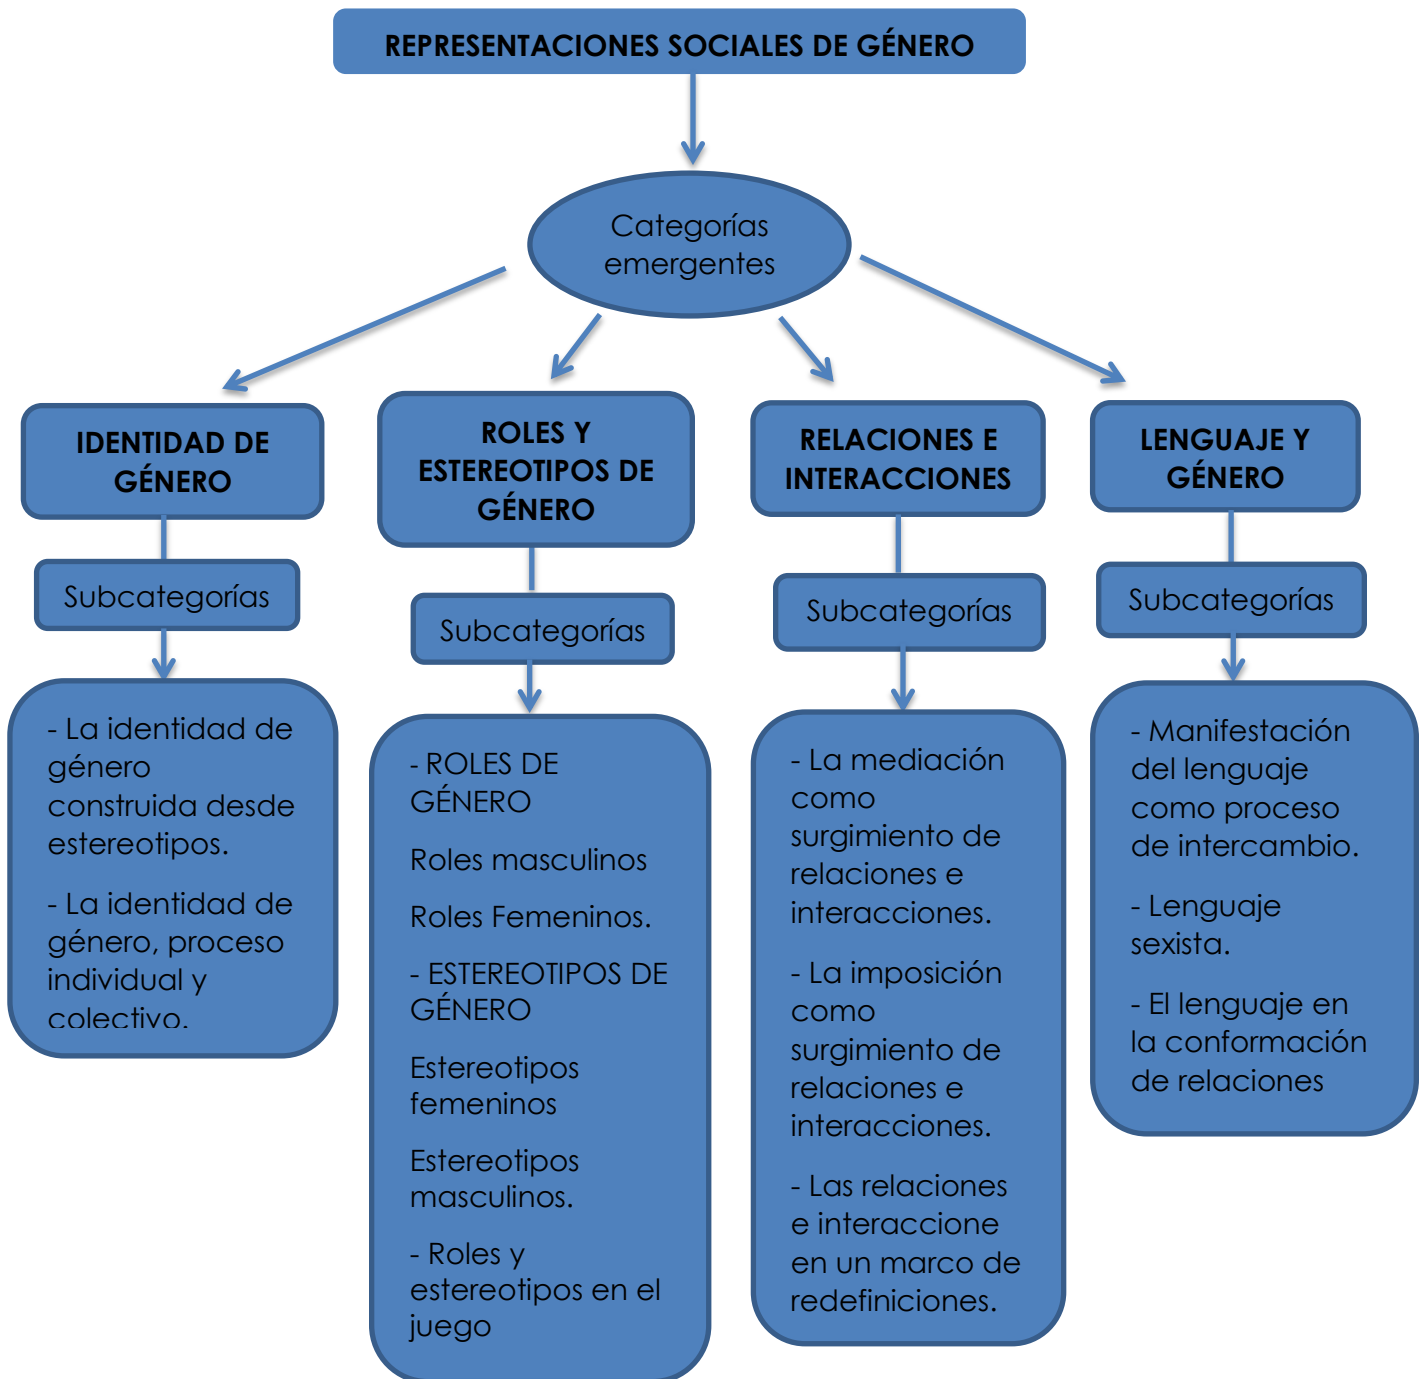 REPRESENTACIONES SOCIALES DE GÉNERO
Categorías
emergentes
IDENTIDAD DE
GÉNERO
Subcategorías
- La identidad de
género
construida desde
estereotipos.
- La identidad de
género, proceso
individual y
colectivo.
ROLES Y
ESTEREOTIPOS DE
GÉNERO
Subcategorías
- ROLES DE
GÉNERO
Roles masculinos
Roles Femeninos.
- ESTEREOTIPOS DE
GÉNERO
Estereotipos
femeninos
Estereotipos
masculinos.
- Roles y
estereotipos en el
juego
RELACIONES E
INTERACCIONES
Subcategorías
- La mediación
como
surgimiento de
relaciones e
interacciones.
- La imposición
como
surgimiento de
relaciones e
interacciones.
- Las relaciones
e interaccione
en un marco de
redefiniciones.
LENGUAJE Y
GÉNERO
Subcategorías
- Manifestación
del lenguaje
como proceso
de intercambio.
- Lenguaje
sexista.
- El lenguaje en
la conformación
de relaciones